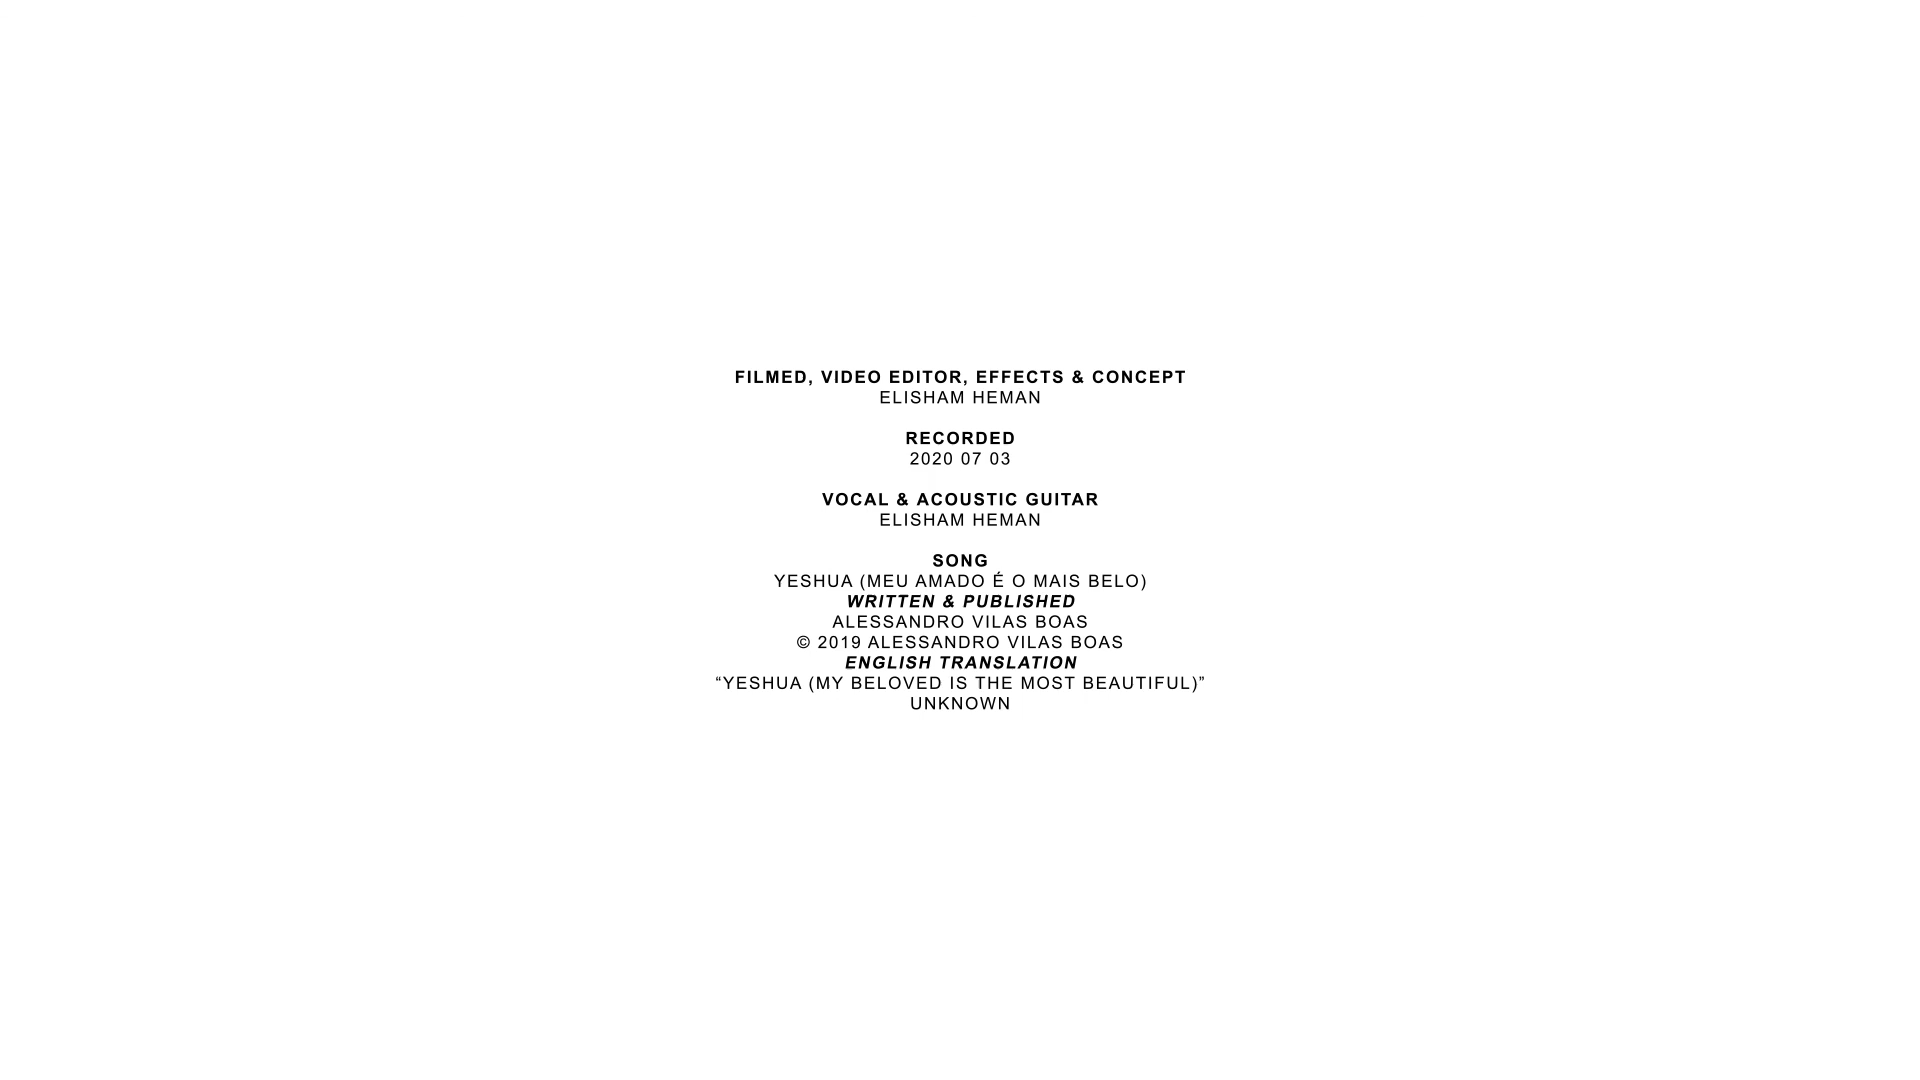 FILMED, VIDEO EDITOR, EFFECTS & CONCEPT
ELISHAM HEMAN
RECORDED
2020 07 03
VOCAL & ACOUSTIC GUITAR
ELISHAM HEMAN
SONG
YESHUA (MEU AMADO É O MAIS BELO)
WRITTEN & PUBLISHED
ALESSANDRO VILAS BOAS
© 2019 ALESSANDRO VILAS BOAS
ENGLISH TRANSLATION
“YESHUA (MY BELOVED IS THE MOST BEAUTIFUL)”
UNKNOWN